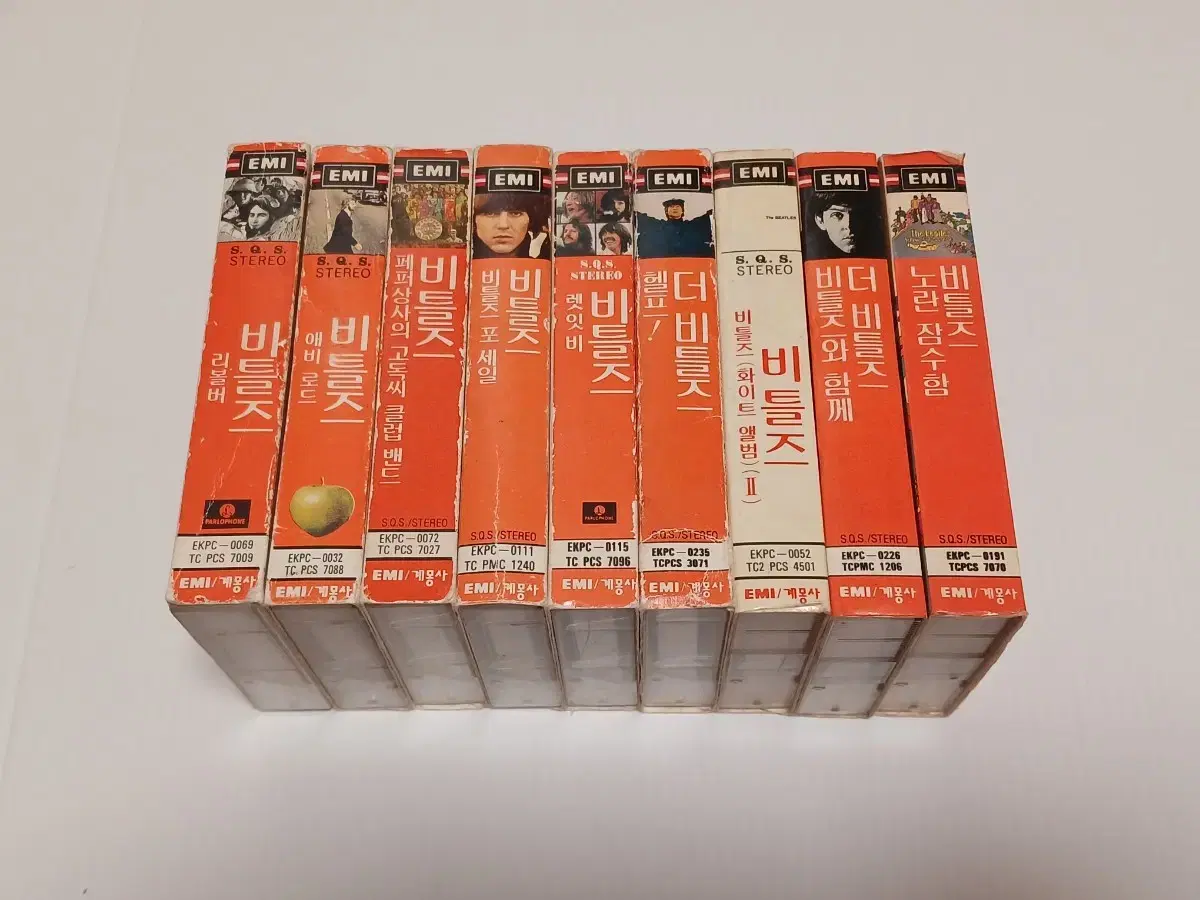 EMI
S.Q.S.
STEREO
비틀즈
리볼버
PARLOPHONE
EKPC-0069
TC PCS 7009
EMI/계몽사
EMI
S.Q.S.
STEREO
비틀즈
애비 로드
EKPC-0032
TC PCS 7088
EMI/계몽사
EMI
비틀즈
페퍼상사의 고독씨 클럽 밴드
S.Q.S./STEREO
EKPC-0072
TC PCS 7027
EMI/계몽사
EMI
비틀즈
비틀즈 포 세일
S.Q.S./STEREO
EKPC-0111
TC PMC 1240
EMI/계몽사
EMI
S.Q.S
STEREO
비틀즈
렛잇비
PARLOPHONE
EKPC-0115
TC PCS 7096
EMI/계몽사
EMI
더 비틀즈
헬프!
S.Q.S./STEREO
EKPC-0235
TCPCS 3071
EMI/계몽사
EMI
The BEATLES
S.Q.S.
STEREO
비틀즈
비틀즈(화이트 앨범)(II)
EKPC-0052
TC2 PCS 4501
EMI/계몽사
EMI
더 비틀즈
비틀즈와 함께
S.Q.S./STEREO
EKPC-0226
TCPMC 1206
EMI/계몽사
EMI
비틀즈
노란 잠수함
S.Q.S./STEREO
EKPC-0191
TCPCS 7070
EMI/계몽사